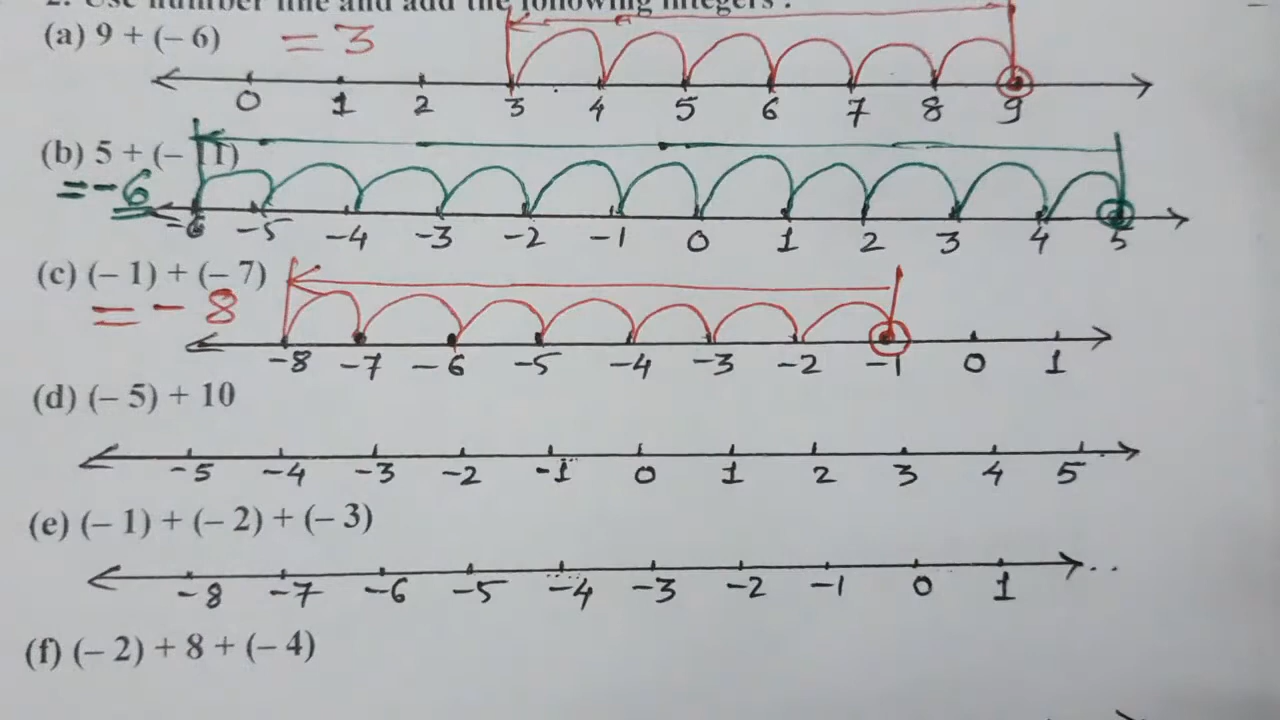 2. Use number line and add the following integers :
(a) 9 + (– 6) = 3
0 1 2 3 4 5 6 7 8 9
(b) 5 + (– 11)
= -6
-6 -5 -4 -3 -2 -1 0 1 2 3 4 5
(c) (– 1) + (– 7)
= - 8
-8 -7 -6 -5 -4 -3 -2 -1 0 1
(d) (– 5) + 10
-5 -4 -3 -2 -1 0 1 2 3 4 5
(e) (– 1) + (– 2) + (– 3)
-8 -7 -6 -5 -4 -3 -2 -1 0 1
(f) (– 2) + 8 + (– 4)